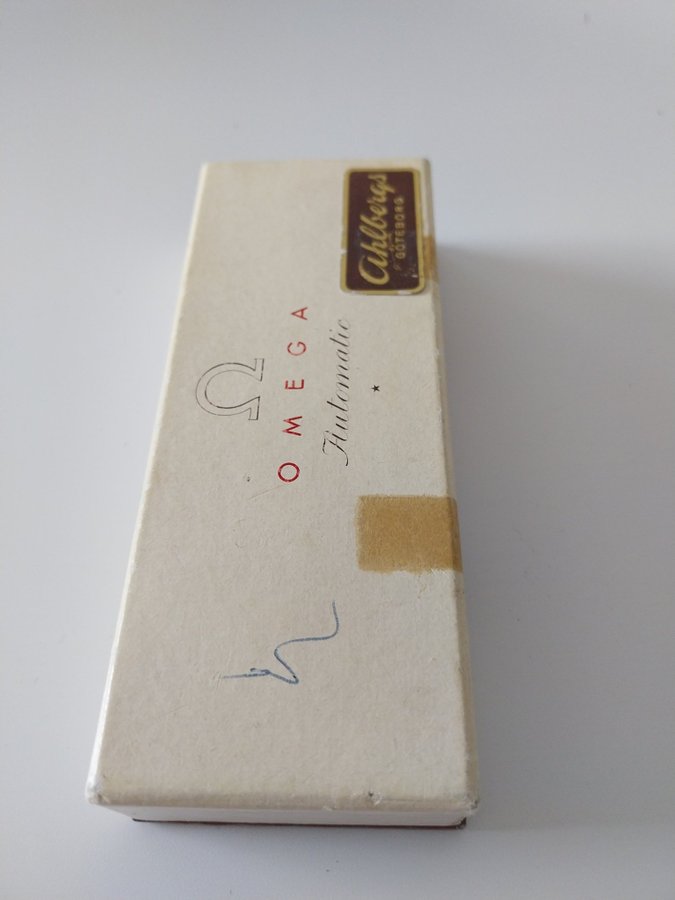 Ω
OMEGA
Automatic
Ahlbergs
GÖTEBORG